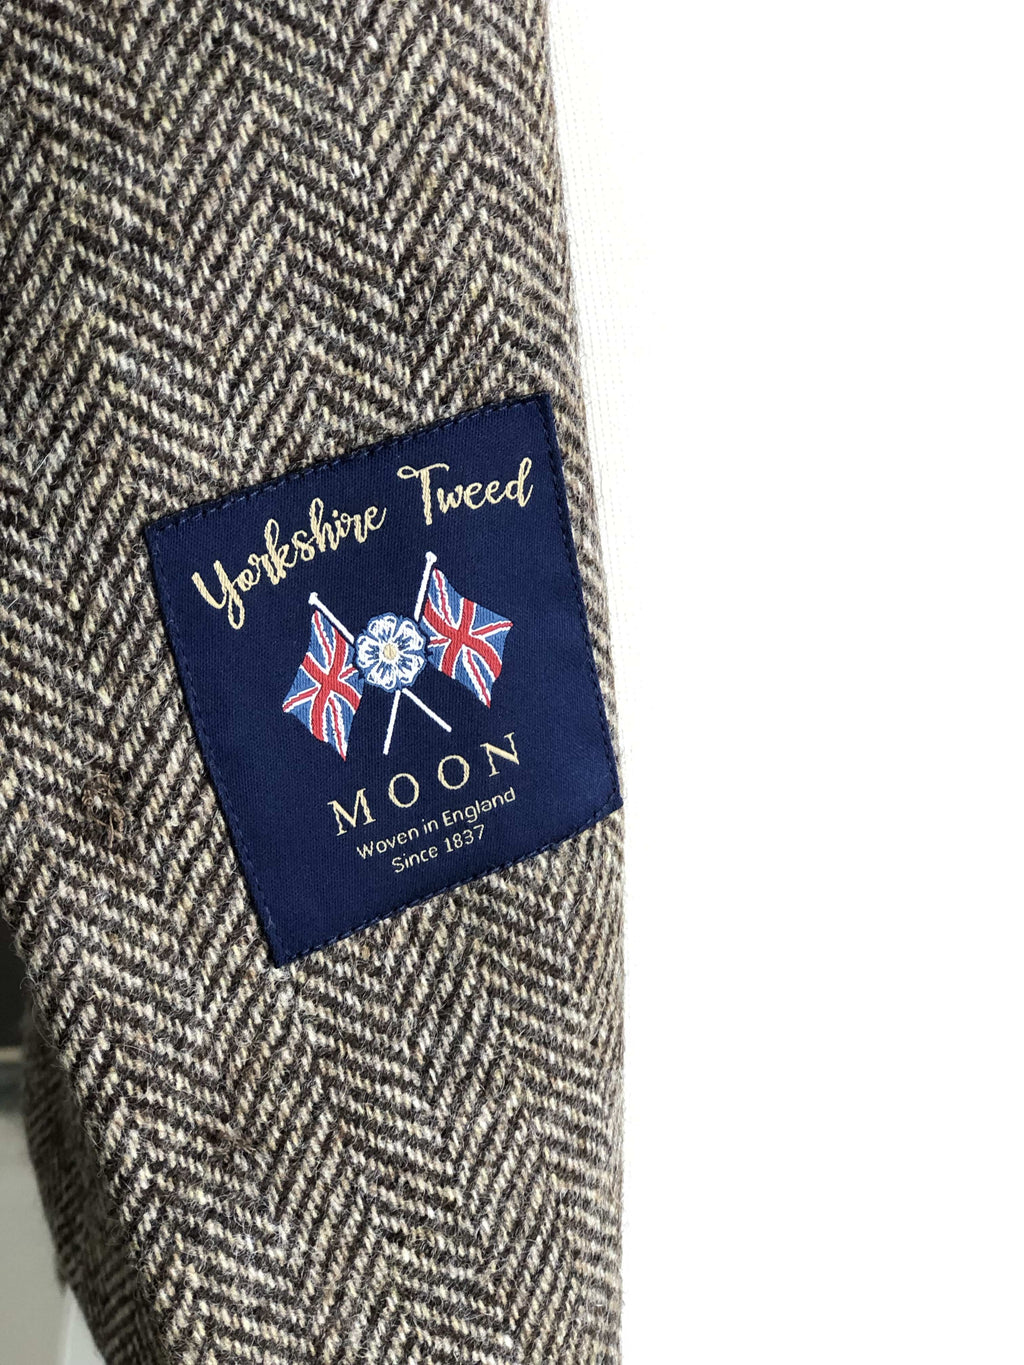 Yorkshire Tweed
MOON
Woven in England
Since 1837